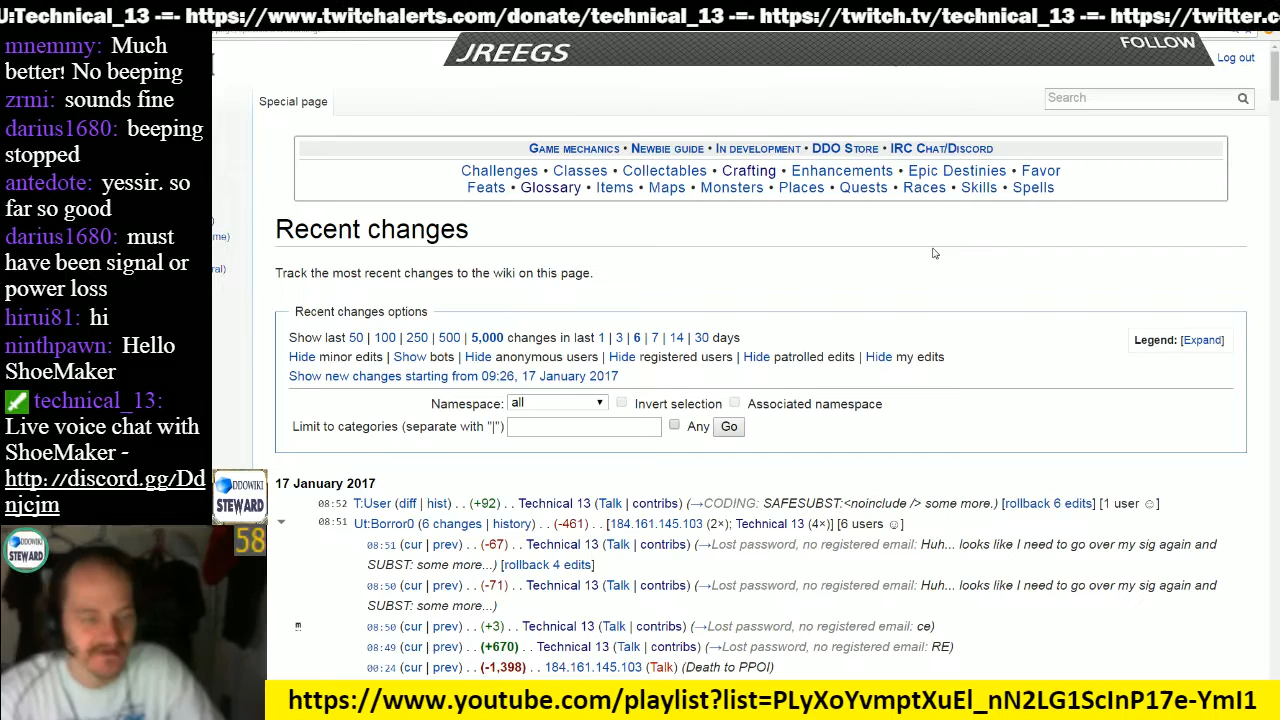 U:Technical_13 -=- https://www.twitchalerts.com/donate/technical_13 -=- https://twitch.tv/technical_13 -=- https://twitter.c
mnemmy: Much
better! No beeping
zrmi: sounds fine
darius1680: beeping
stopped
antedote: yessir. so
far so good
darius1680: must
have been signal or
power loss
hirui81: hi
ninthpawn: Hello
ShoeMaker
technical_13:
Live voice chat with
ShoeMaker -
http://discord.gg/Dd
njcjm
DDOWIKI
STEWARD
DDOWIKI
STEWARD
58
me)
ral)
JREEGS
FOLLOW
Log out
Special page
Search
Game mechanics • Newbie guide • In development • DDO Store • IRC Chat/Discord
Challenges • Classes • Collectables • Crafting • Enhancements • Epic Destinies • Favor
Feats • Glossary • Items • Maps • Monsters • Places • Quests • Races • Skills • Spells
Recent changes
Track the most recent changes to the wiki on this page.
Recent changes options
Show last 50 | 100 | 250 | 500 | 5,000 changes in last 1 | 3 | 6 | 7 | 14 | 30 days
Hide minor edits | Show bots | Hide anonymous users | Hide registered users | Hide patrolled edits | Hide my edits
Show new changes starting from 09:26, 17 January 2017
Legend: [Expand]
Namespace: all Invert selection Associated namespace
Limit to categories (separate with "|") Any Go
17 January 2017
08:52 T:User (diff | hist) . . (+92) . . Technical 13 (Talk | contribs) (→CODING: SAFESUBST:<noinclude /> some more.) [rollback 6 edits] [1 user ☺]
08:51 Ut:Borror0 (6 changes | history) . . (-461) . . [184.161.145.103 (2×); Technical 13 (4×)] [6 users ☺]
08:51 (cur | prev) . . (-67) . . Technical 13 (Talk | contribs) (→Lost password, no registered email: Huh... looks like I need to go over my sig again and
SUBST: some more...) [rollback 4 edits]
08:50 (cur | prev) . . (-71) . . Technical 13 (Talk | contribs) (→Lost password, no registered email: Huh... looks like I need to go over my sig again and
SUBST: some more...)
m 08:50 (cur | prev) . . (+3) . . Technical 13 (Talk | contribs) (→Lost password, no registered email: ce)
08:49 (cur | prev) . . (+670) . . Technical 13 (Talk | contribs) (→Lost password, no registered email: RE)
00:24 (cur | prev) . . (-1,398) . . 184.161.145.103 (Talk) (Death to PPOI)
https://www.youtube.com/playlist?list=PLyXoYvmptXuEl_nN2LG1ScInP17e-YmI1